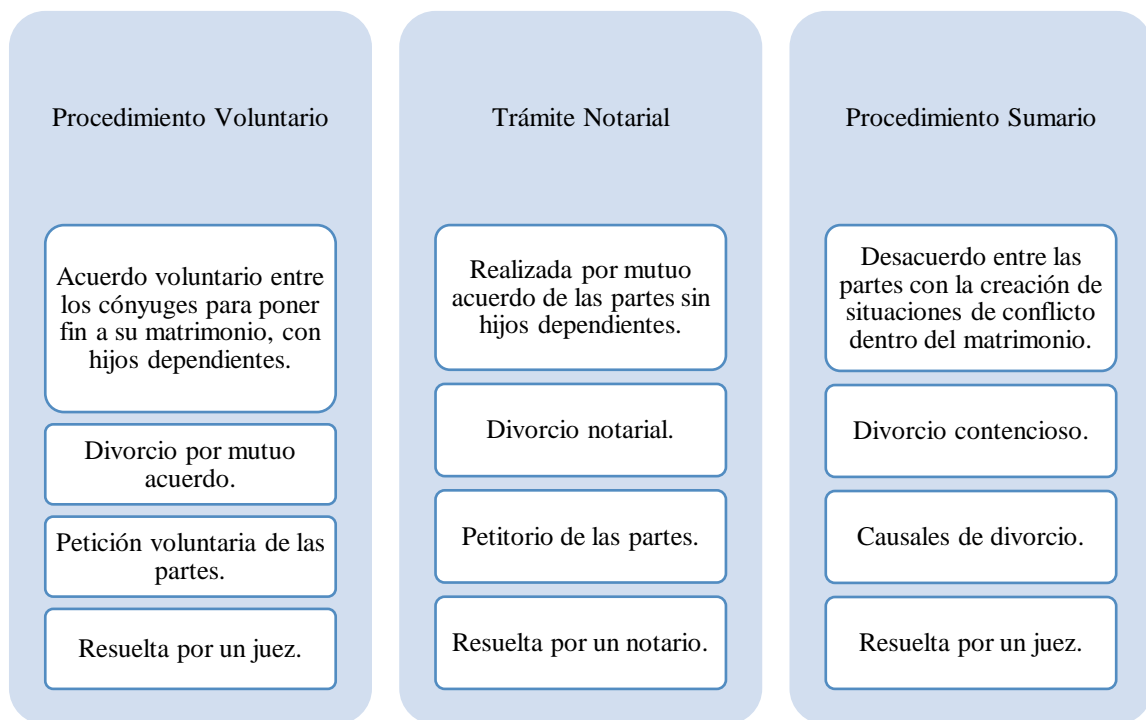 Procedimiento Voluntario
Acuerdo voluntario entre
los cónyuges para poner
fin a su matrimonio, con
hijos dependientes.
Divorcio por mutuo
acuerdo.
Petición voluntaria de las
partes.
Resuelta por un juez.
Trámite Notarial
Realizada por mutuo
acuerdo de las partes sin
hijos dependientes.
Divorcio notarial.
Petitorio de las partes.
Resuelta por un notario.
Procedimiento Sumario
Desacuerdo entre las
partes con la creación de
situaciones de conflicto
dentro del matrimonio.
Divorcio contencioso.
Causales de divorcio.
Resuelta por un juez.